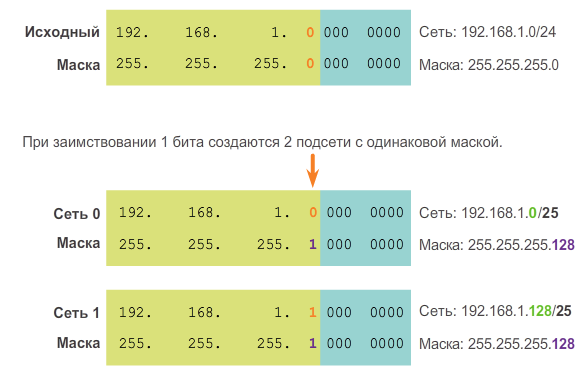 Исходный 192. 168. 1. 0 000 0000 Сеть: 192.168.1.0/24
Маска 255. 255. 255. 0 000 0000 Маска: 255.255.255.0
При заимствовании 1 бита создаются 2 подсети с одинаковой маской.
Сеть 0 192. 168. 1. 0 000 0000 Сеть: 192.168.1.0/25
Маска 255. 255. 255. 1 000 0000 Маска: 255.255.255.128
Сеть 1 192. 168. 1. 1 000 0000 Сеть: 192.168.1.128/25
Маска 255. 255. 255. 1 000 0000 Маска: 255.255.255.128